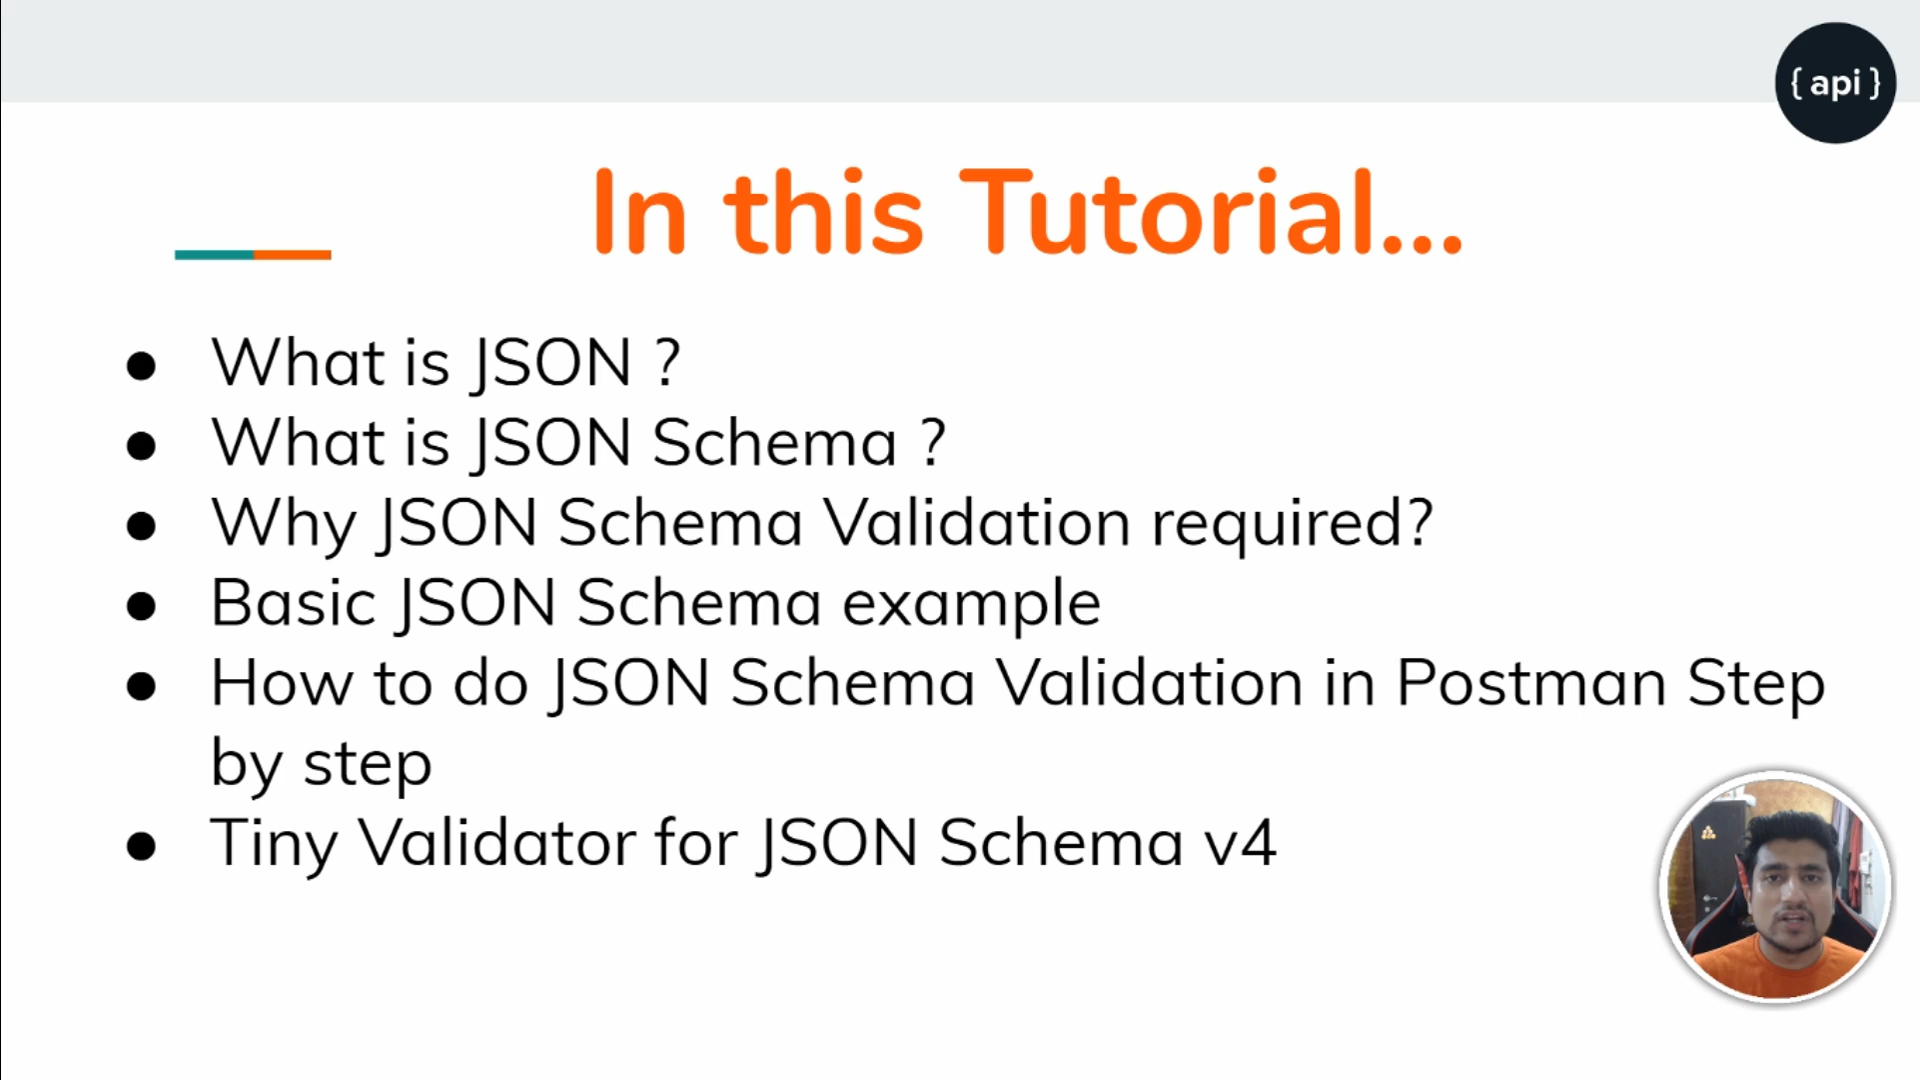 { api }
In this Tutorial...
● What is JSON ?
● What is JSON Schema ?
● Why JSON Schema Validation required?
● Basic JSON Schema example
● How to do JSON Schema Validation in Postman Step
by step
● Tiny Validator for JSON Schema v4